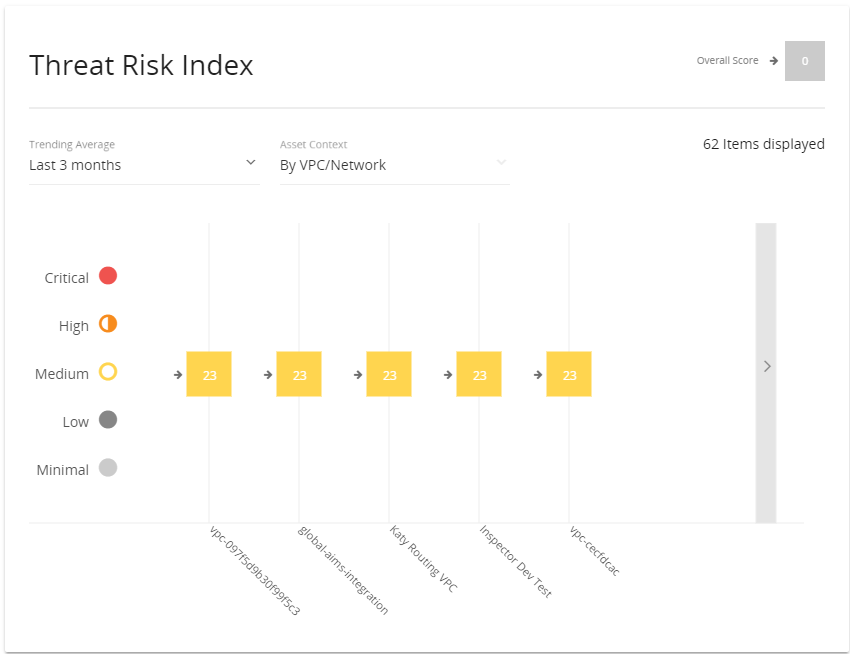 Threat Risk Index
Overall Score
0
Trending Average
Last 3 months
Asset Context
By VPC/Network
62 Items displayed
Critical
High
Medium
Low
Minimal
23
23
23
23
23
vpc-097f5d9b30f99f5c3
global-aims-integration
Katy Routing VPC
Inspector Dev Test
vpc-cecfdcac